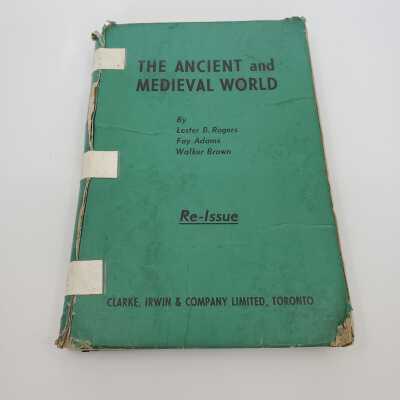 THE ANCIENT and
MEDIEVAL WORLD
By
Lester B. Rogers
Fay Adams
Walker Brown
Re-Issue
CLARKE, IRWIN & COMPANY LIMITED, TORONTO